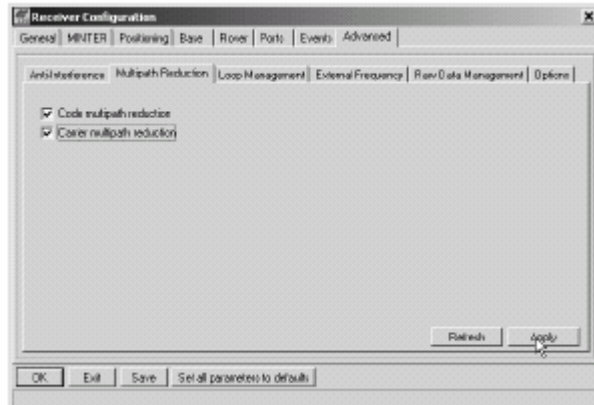 Receiver Configuration
General MINTER Positioning Base Rover Ports Events Advanced
Anti-Interference Multipath Reduction Loop Management External Frequency Raw Data Management Options
Code multipath reduction
Carrier multipath reduction
Refresh Apply
OK Exit Save Set all parameters to defaults